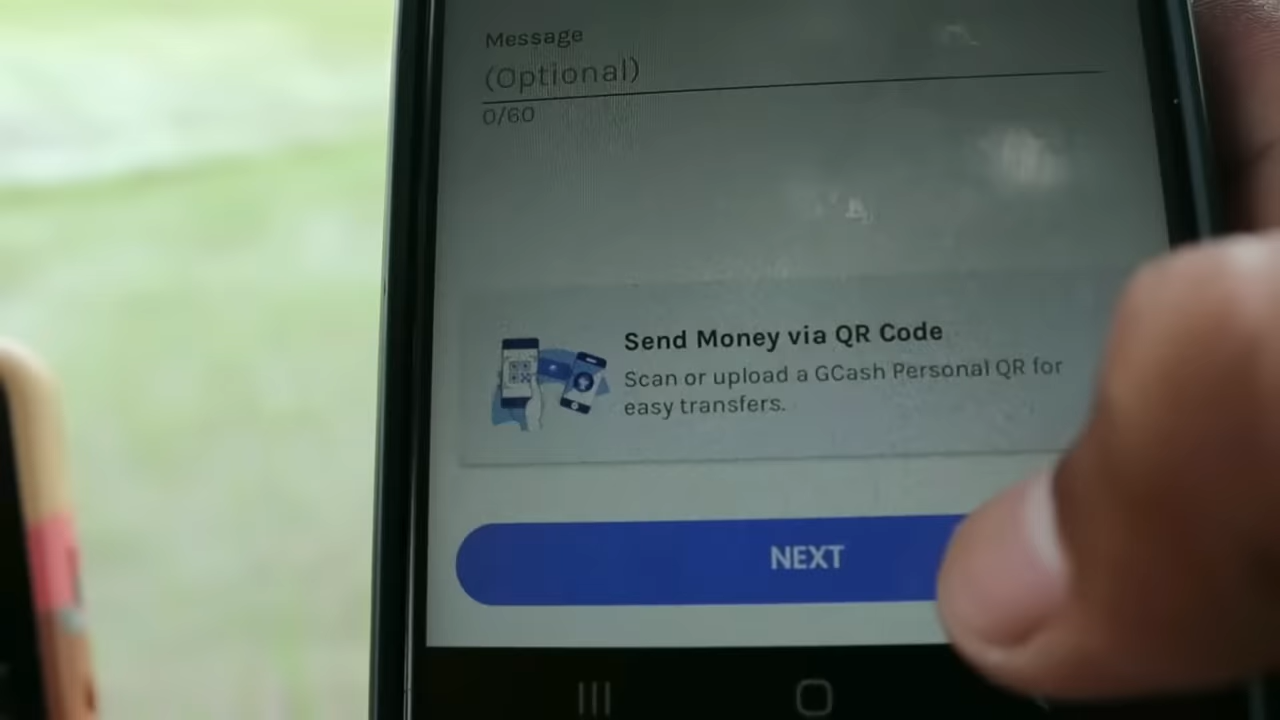 Message
(Optional)
0/60
Send Money via QR Code
Scan or upload a GCash Personal QR for
easy transfers.
NEXT